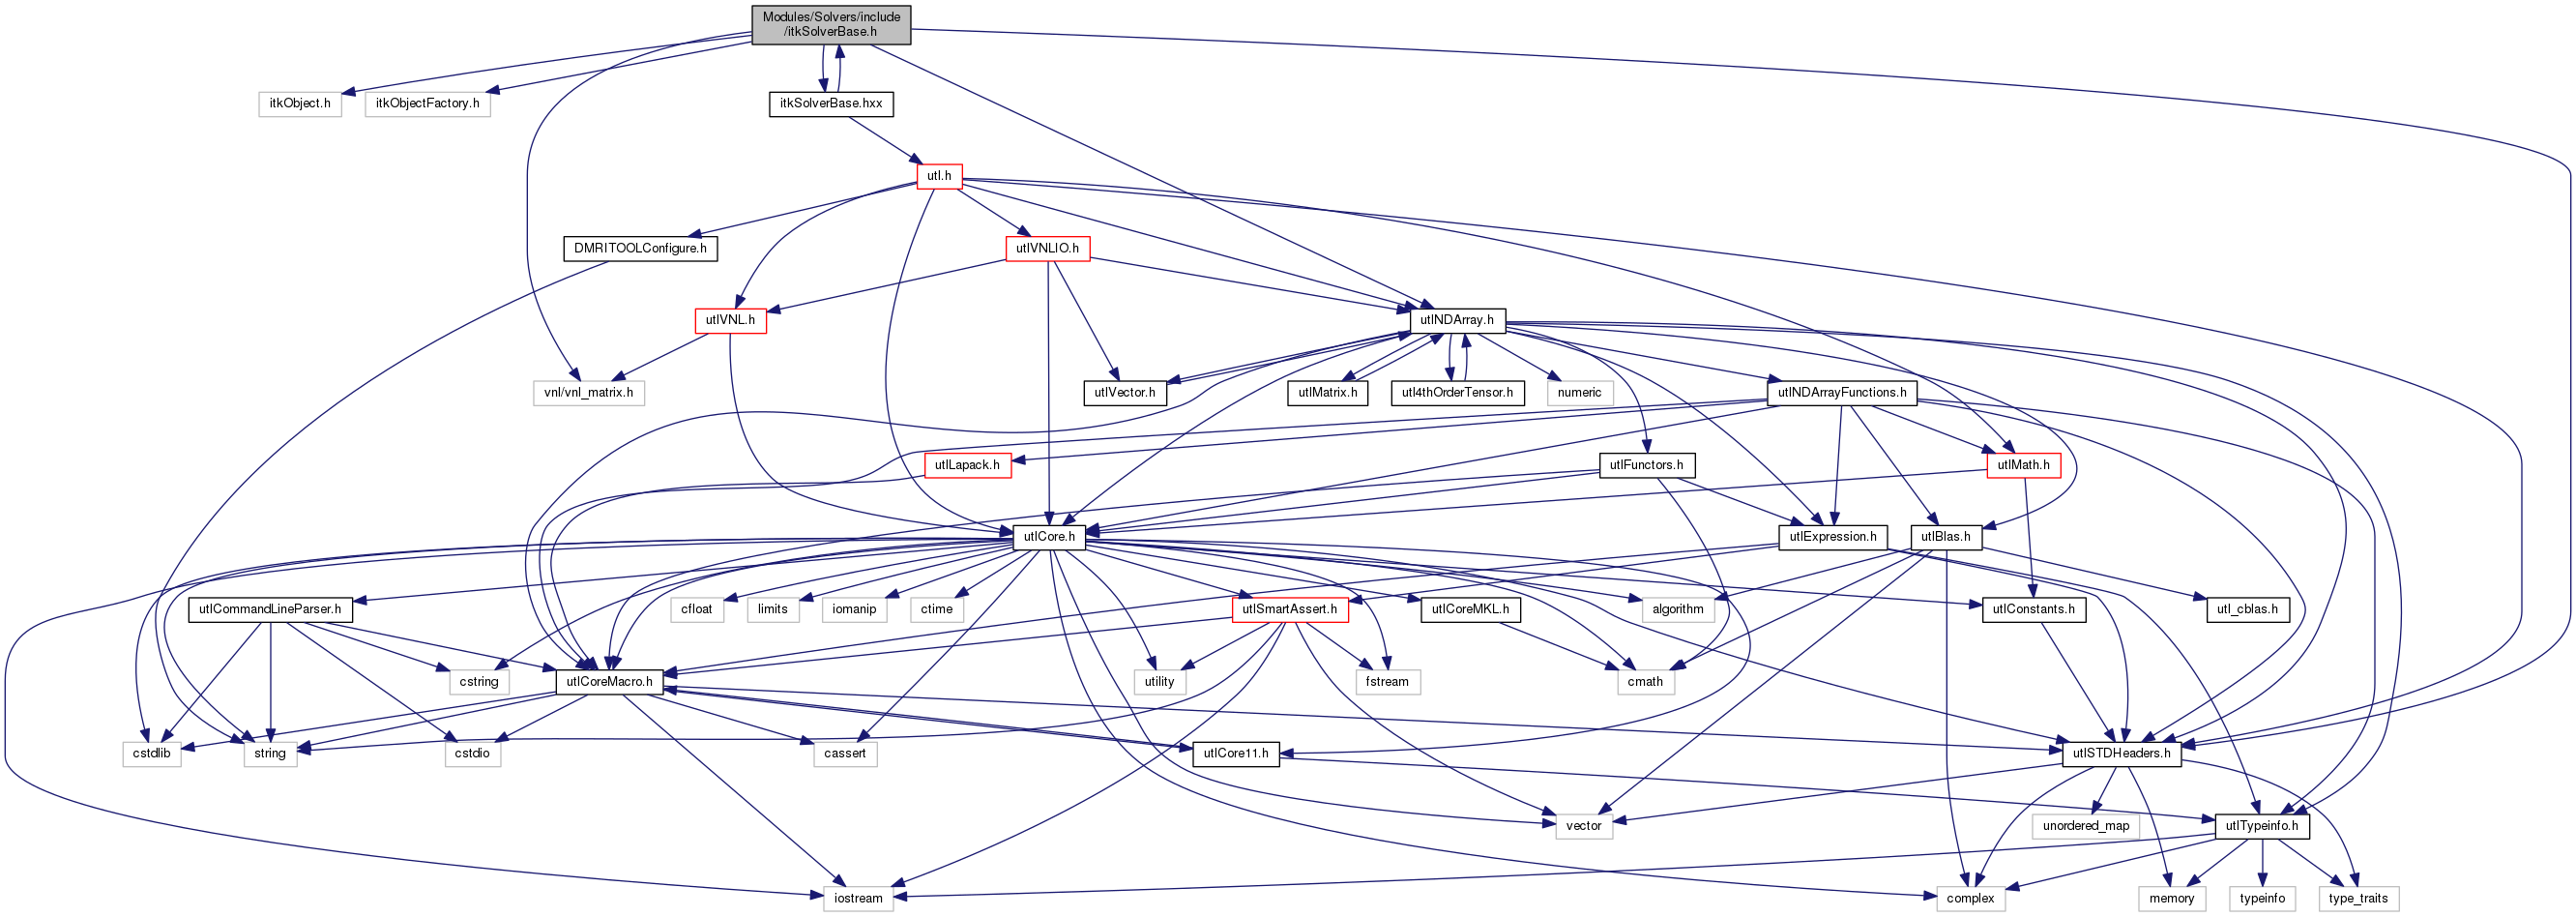 Modules/Solvers/include
/itkSolverBase.h
itkObject.h
itkObjectFactory.h
itkSolverBase.hxx
utl.h
DMRITOOLConfigure.h
utlVNLIO.h
utlVNL.h
utlNDArray.h
vnl/vnl_matrix.h
utlVector.h
utlMatrix.h
utl4thOrderTensor.h
numeric
utlNDArrayFunctions.h
utlLapack.h
utlFunctors.h
utlMath.h
utlCore.h
utlExpression.h
utlBlas.h
utlCommandLineParser.h
cfloat
limits
iomanip
ctime
utlSmartAssert.h
utlCoreMKL.h
algorithm
utlConstants.h
utl_cblas.h
cstring
utlCoreMacro.h
utility
fstream
cmath
cstdlib
string
cstdio
cassert
utlCore11.h
utlSTDHeaders.h
vector
unordered_map
utlTypeinfo.h
iostream
complex
memory
typeinfo
type_traits